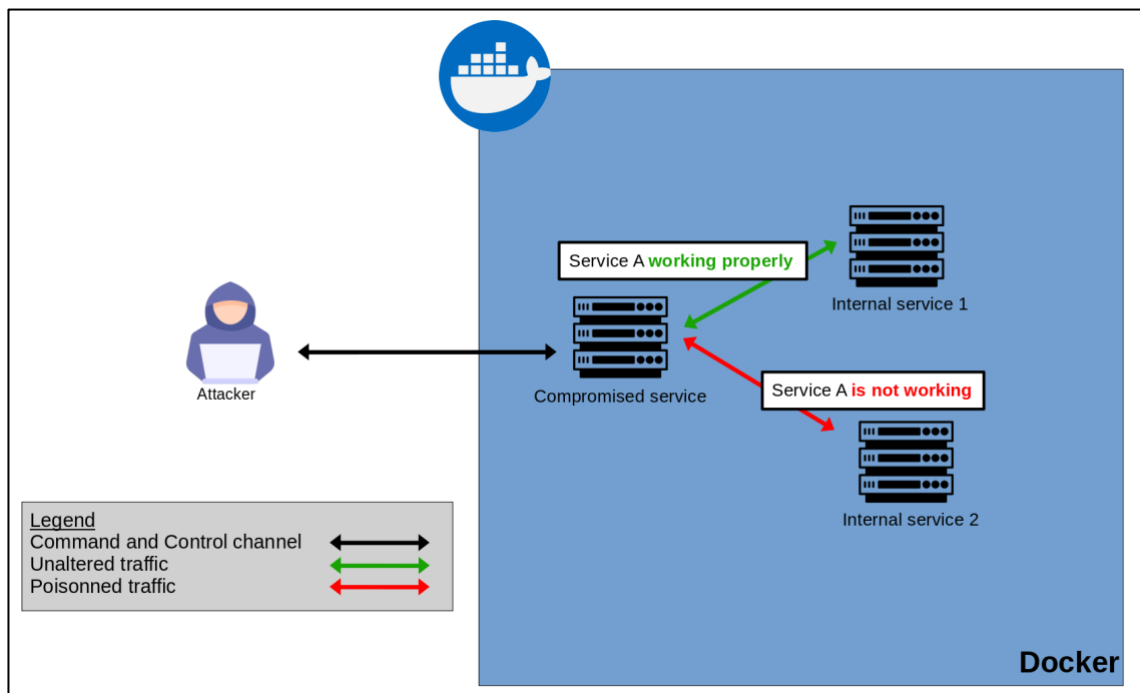 Service A working properly
Internal service 1
Attacker
Compromised service
Service A is not working
Internal service 2
Legend
Command and Control channel
Unaltered traffic
Poisonned traffic
Docker